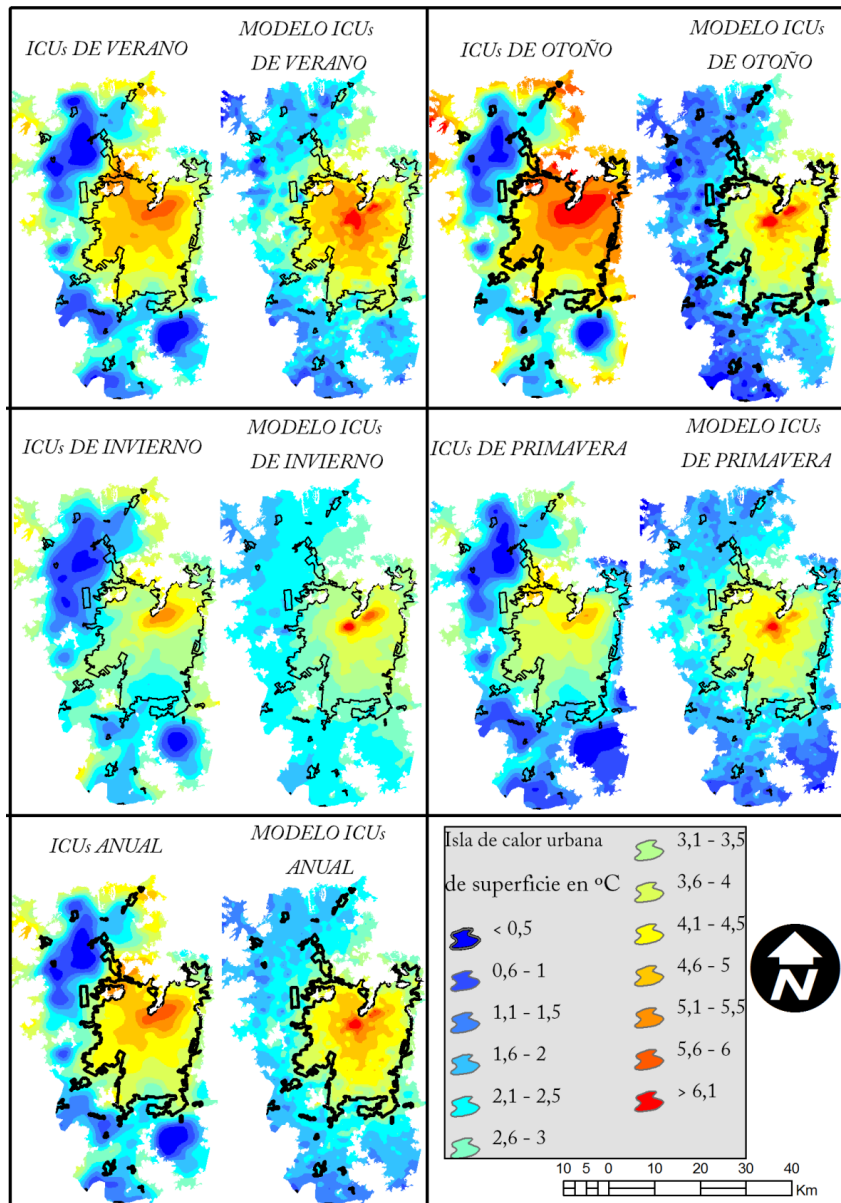 ICUs DE VERANO
MODELO ICUs
DE VERANO
ICUs DE OTOÑO
MODELO ICUs
DE OTOÑO
ICUs DE INVIERNO
MODELO ICUs
DE INVIERNO
ICUs DE PRIMAVERA
MODELO ICUs
DE PRIMAVERA
ICUs ANUAL
MODELO ICUs
ANUAL
Isla de calor urbana
de superficie en ºC
< 0,5
0,6 - 1
1,1 - 1,5
1,6 - 2
2,1 - 2,5
2,6 - 3
3,1 - 3,5
3,6 - 4
4,1 - 4,5
4,6 - 5
5,1 - 5,5
5,6 - 6
> 6,1
N
10 5 0 10 20 30 40
Km